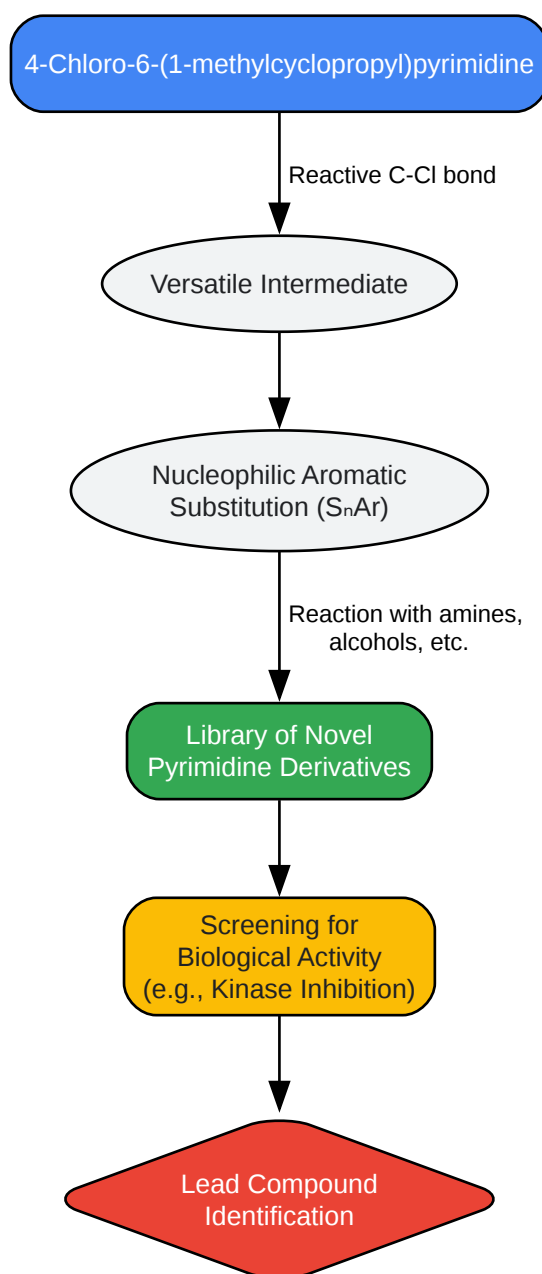 4-Chloro-6-(1-methylcyclopropyl)pyrimidine
Reactive C-Cl bond
Versatile Intermediate
Nucleophilic Aromatic
Substitution (SₙAr)
Reaction with amines,
alcohols, etc.
Library of Novel
Pyrimidine Derivatives
Screening for
Biological Activity
(e.g., Kinase Inhibition)
Lead Compound
Identification